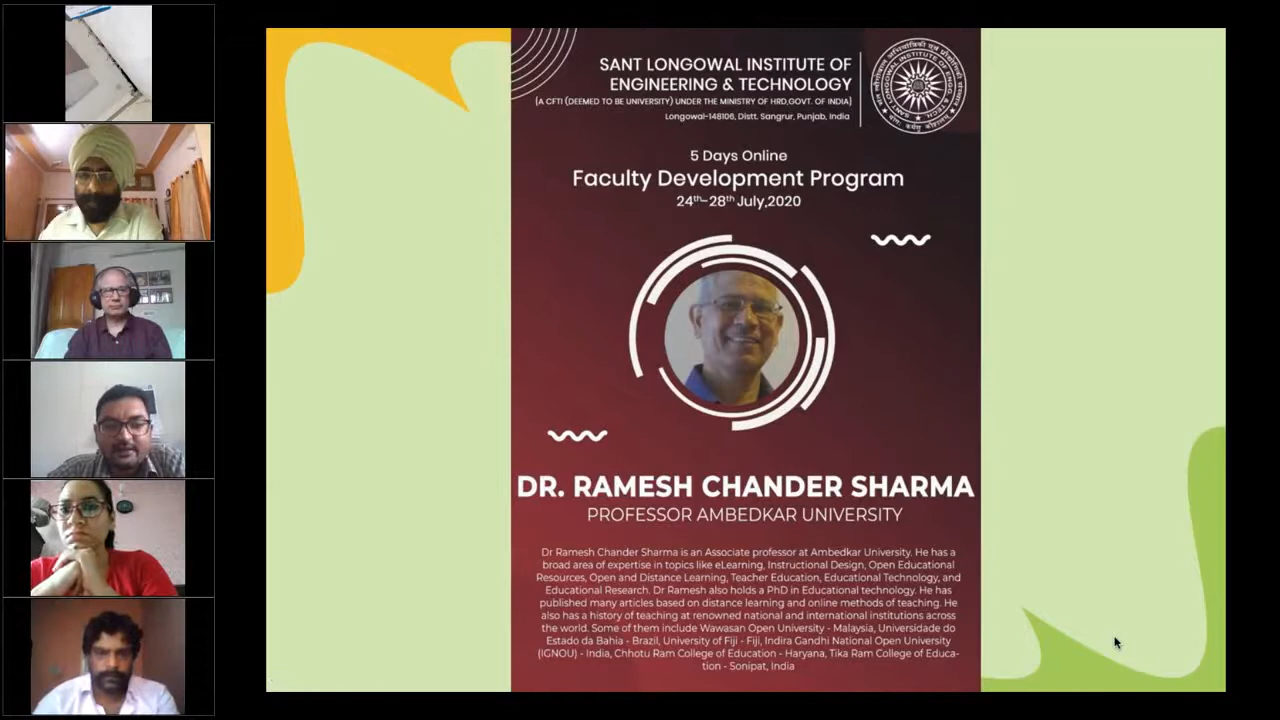 SANT LONGOWAL INSTITUTE OF
ENGINEERING & TECHNOLOGY
(A CFTI (DEEMED TO BE UNIVERSITY) UNDER THE MINISTRY OF HRD,GOVT. OF INDIA)
Longowal-148106, Distt. Sangrur, Punjab, India
5 Days Online
Faculty Development Program
24th–28th July,2020
DR. RAMESH CHANDER SHARMA
PROFESSOR AMBEDKAR UNIVERSITY
Dr Ramesh Chander Sharma is an Associate professor at Ambedkar University. He has a
broad area of expertise in topics like eLearning, Instructional Design, Open Educational
Resources, Open and Distance Learning, Teacher Education, Educational Technology, and
Educational Research. Dr Ramesh also holds a PhD in Educational technology. He has
published many articles based on distance learning and online methods of teaching. He
also has a history of teaching at renowned national and international institutions across
the world. Some of them include Wawasan Open University - Malaysia, Universidade do
Estado da Bahia - Brazil, University of Fiji - Fiji, Indira Gandhi National Open University
(IGNOU) - India, Chhotu Ram College of Education - Haryana, Tika Ram College of Educa-
tion - Sonipat, India